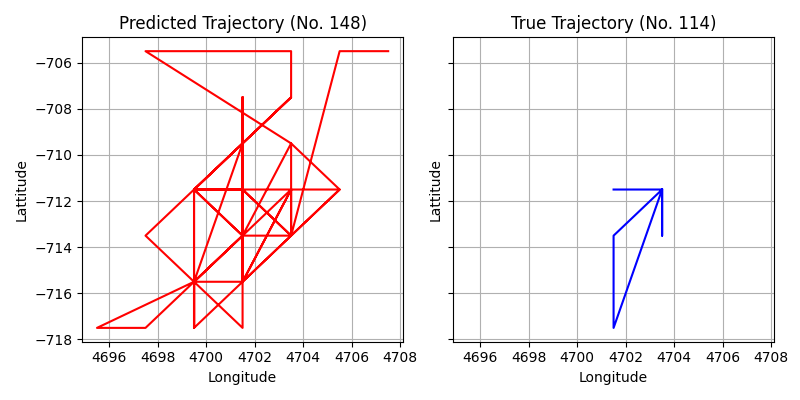 Predicted Trajectory (No. 148)
True Trajectory (No. 114)
Lattitude
−706
−708
−710
−712
−714
−716
−718
4696 4698 4700 4702 4704 4706 4708
Longitude
Lattitude
4696 4698 4700 4702 4704 4706 4708
Longitude